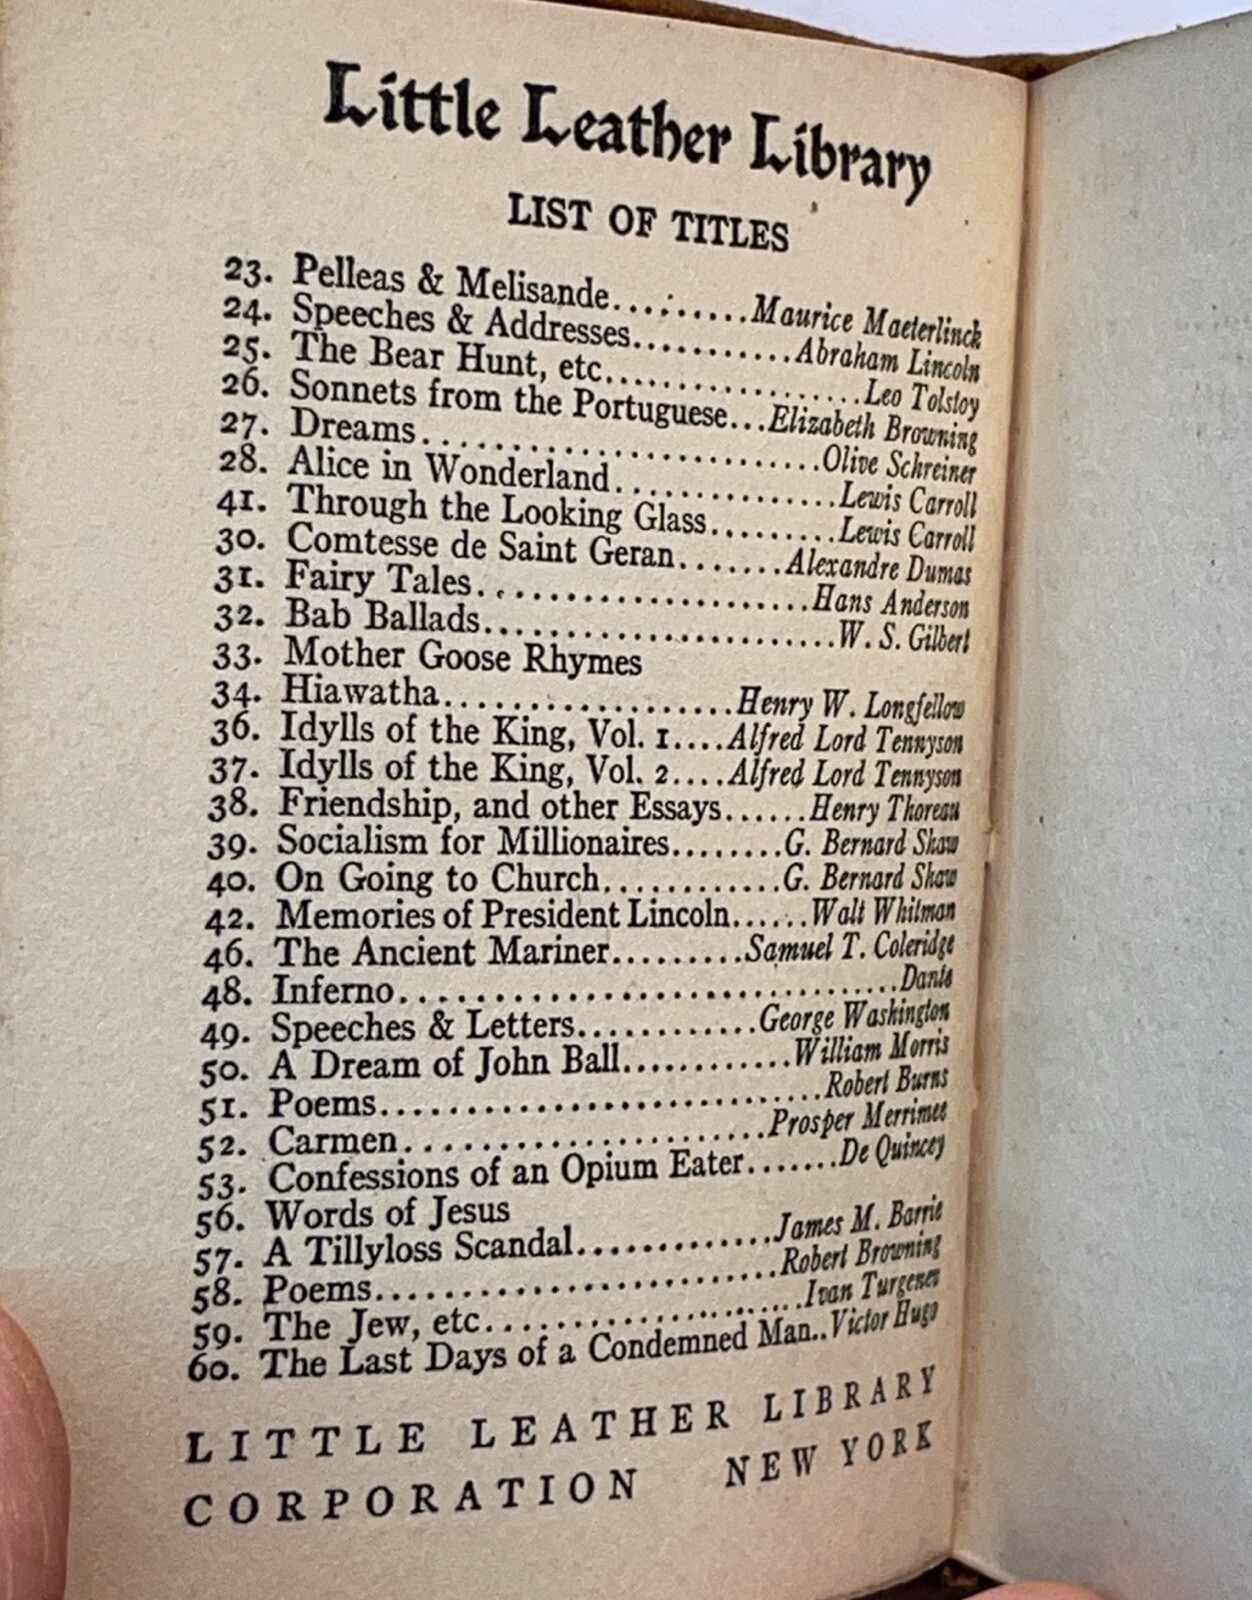 Little Leather Library
LIST OF TITLES
23. Pelleas & Melisande..........Maurice Maeterlinck
24. Speeches & Addresses...........Abraham Lincoln
25. The Bear Hunt, etc...................Leo Tolstoy
26. Sonnets from the Portuguese...Elizabeth Browning
27. Dreams............................Olive Schreiner
28. Alice in Wonderland................Lewis Carroll
41. Through the Looking Glass.........Lewis Carroll
30. Comtesse de Saint Geran.......Alexandre Dumas
31. Fairy Tales.......................Hans Anderson
32. Bab Ballads.........................W. S. Gilbert
33. Mother Goose Rhymes
34. Hiawatha....................Henry W. Longfellow
36. Idylls of the King, Vol. 1....Alfred Lord Tennyson
37. Idylls of the King, Vol. 2....Alfred Lord Tennyson
38. Friendship, and other Essays......Henry Thoreau
39. Socialism for Millionaires........G. Bernard Shaw
40. On Going to Church............G. Bernard Shaw
42. Memories of President Lincoln......Walt Whitman
46. The Ancient Mariner.........Samuel T. Coleridge
48. Inferno..................................Dante
49. Speeches & Letters............George Washington
50. A Dream of John Ball............William Morris
51. Poems..............................Robert Burns
52. Carmen........................Prosper Merrimee
53. Confessions of an Opium Eater.......De Quincey
56. Words of Jesus
57. A Tillyloss Scandal.............James M. Barrie
58. Poems...........................Robert Browning
59. The Jew, etc......................Ivan Turgenev
60. The Last Days of a Condemned Man..Victor Hugo
LITTLE LEATHER LIBRARY
CORPORATION NEW YORK